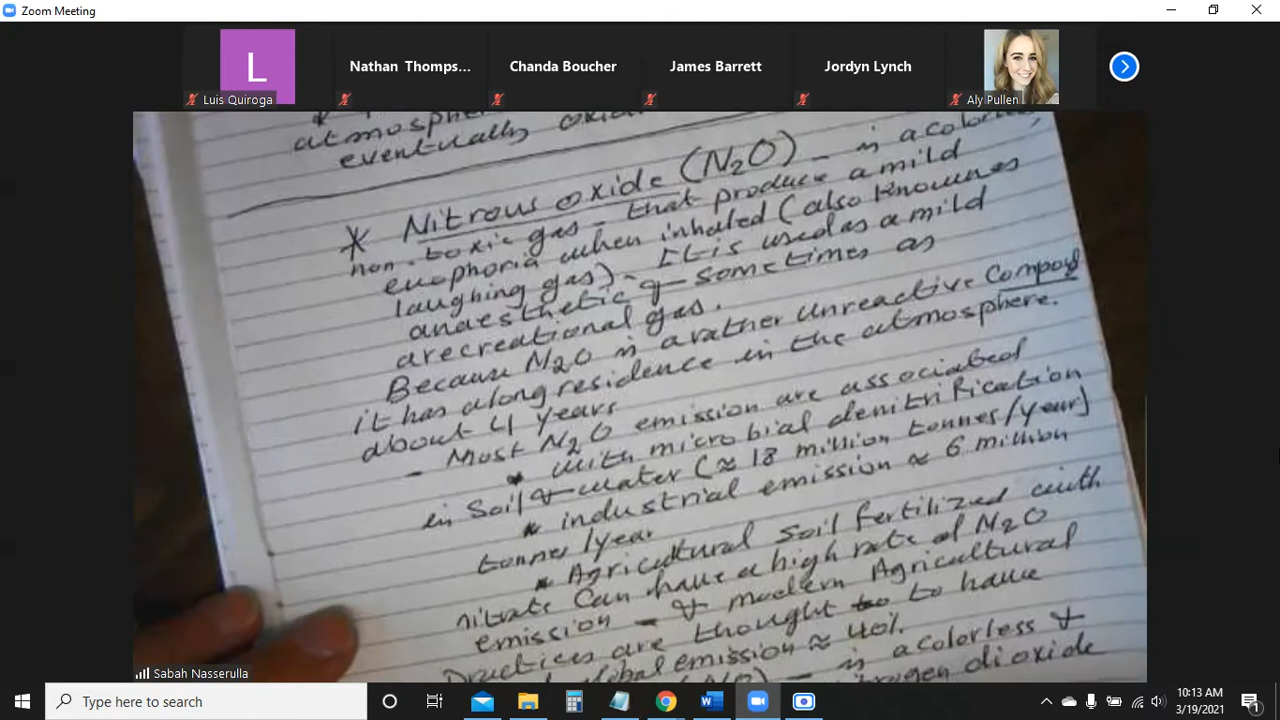 Zoom Meeting
L
Luis Quiroga
Nathan Thomps...
Chanda Boucher
James Barrett
Jordyn Lynch
Aly Pullen
eventually
* Nitrous oxide (N2O) - is a
non-toxic gas - that produce a mild
euophoria when inhaled (also known as
laughing gas) - It is used as a mild
anaesthetic & - sometimes as
a recreational gas.
Because N2O is a rather unreactive
it has a long residence in the atmosphere.
about 4 years
- Most N2O emission are associated
* with microbial denitrification
in soil & water (≈ 18 million tonnes/year)
* industrial emission ≈ 6 million
tonnes/year
* Agricultural soil fertilized with
nitrate can have a high rate of N2O
emission - & modern Agricultural
practices are thought to to have
global emission ≈ 40%.
- is a colorless &
dioxide
Sabah Nasserulla
Type here to search
10:13 AM
3/19/2021
1